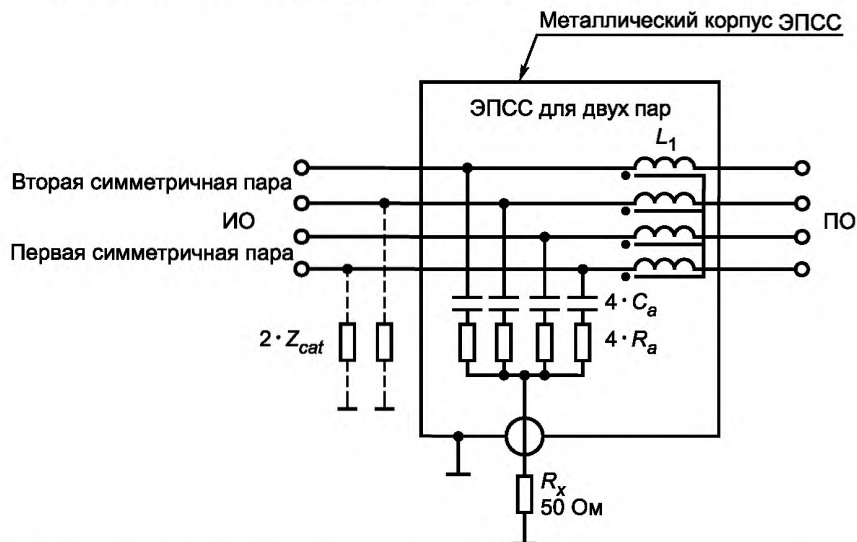 Металлический корпус ЭПСС
ЭПСС для двух пар
L1
Вторая симметричная пара
ИО
ПО
Первая симметричная пара
4 · Ca
2 · Zcat
4 · Ra
Rx
50 Ом